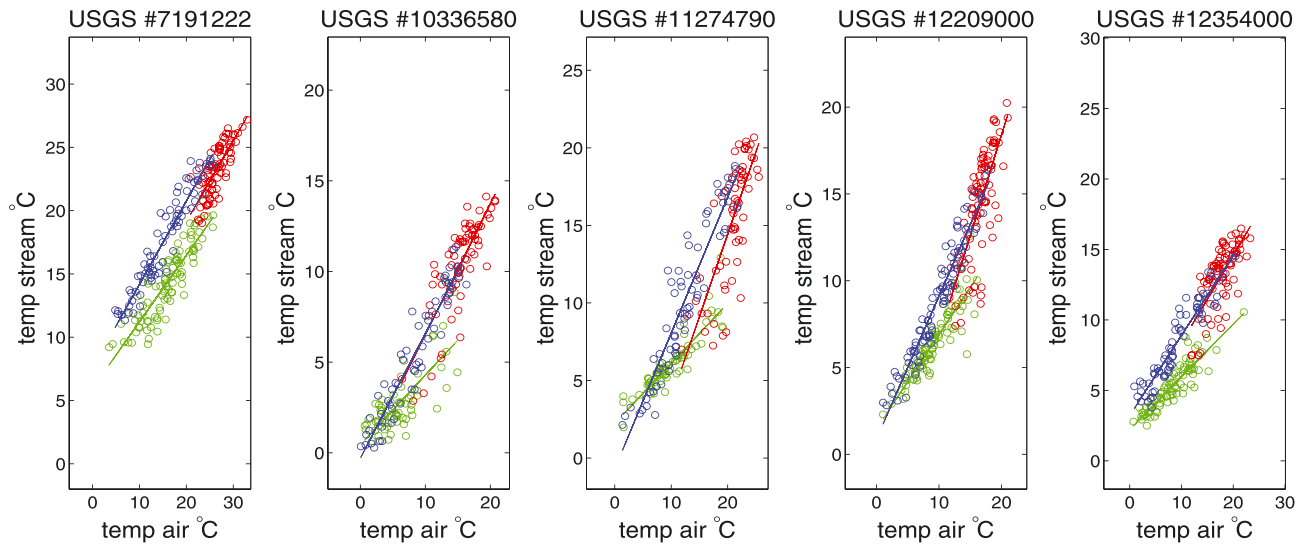 USGS #7191222
30
25
20
15
10
5
0
0 10 20 30
temp stream °C
temp air °C
USGS #10336580
20
15
10
5
0
0 10 20
temp stream °C
temp air °C
USGS #11274790
25
20
15
10
5
0
0 10 20
temp stream °C
temp air °C
USGS #12209000
20
15
10
5
0
0 10 20
temp stream °C
temp air °C
USGS #12354000
30
25
20
15
10
5
0
0 10 20 30
temp stream °C
temp air °C